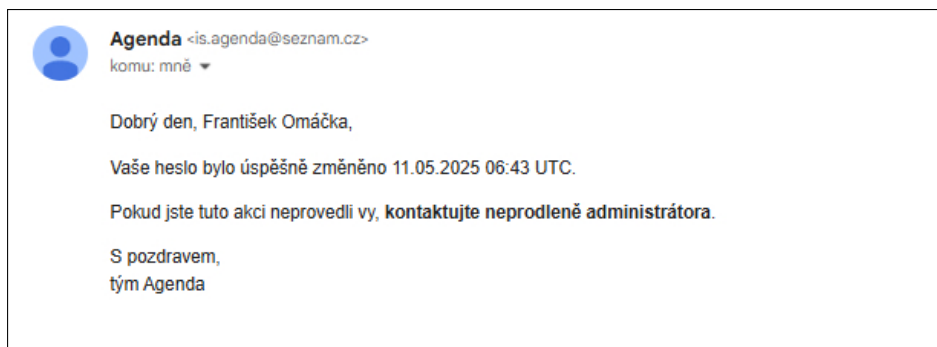 Agenda <is.agenda@seznam.cz>
komu: mně
Dobrý den, František Omáčka,
Vaše heslo bylo úspěšně změněno 11.05.2025 06:43 UTC.
Pokud jste tuto akci neprovedli vy, kontaktujte neprodleně administrátora.
S pozdravem,
tým Agenda